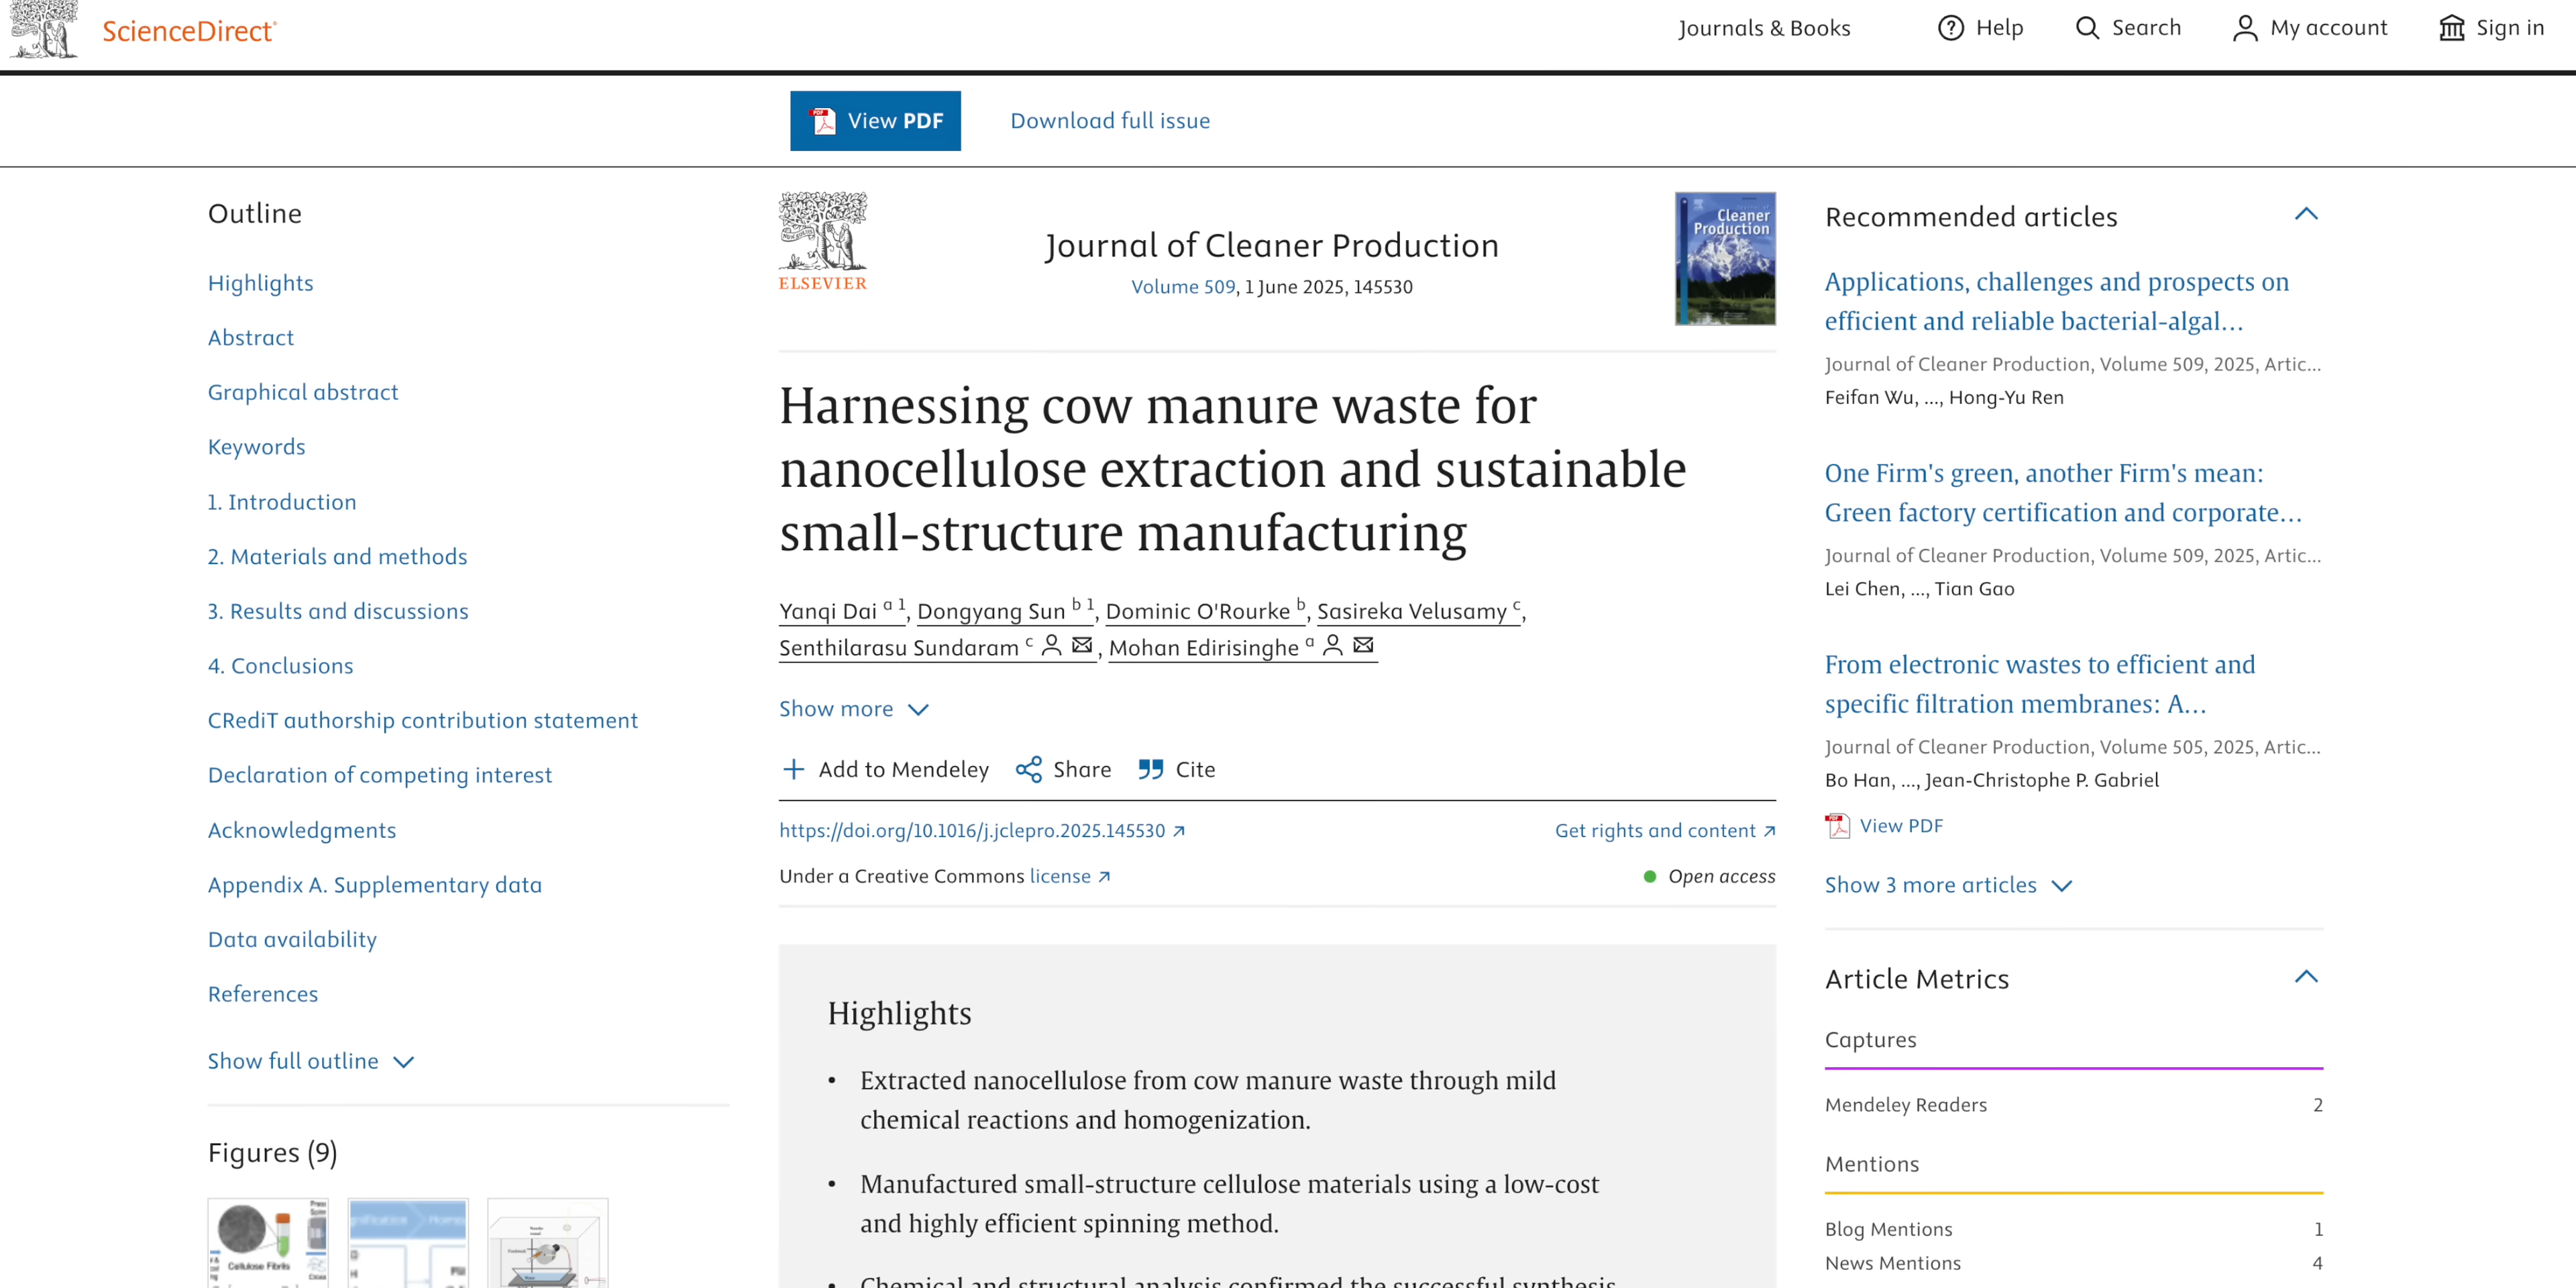 ScienceDirect
Journals & Books
Help
Search
My account
Sign in
View PDF
Download full issue
Outline
Highlights
Abstract
Graphical abstract
Keywords
1. Introduction
2. Materials and methods
3. Results and discussions
4. Conclusions
CRediT authorship contribution statement
Declaration of competing interest
Acknowledgments
Appendix A. Supplementary data
Data availability
References
Show full outline
Figures (9)
Cellulose Fibrils
ELSEVIER
Journal of Cleaner Production
Volume 509, 1 June 2025, 145530
Cleaner
Production
Harnessing cow manure waste for
nanocellulose extraction and sustainable
small-structure manufacturing
Yanqi Dai a 1, Dongyang Sun b 1, Dominic O'Rourke b, Sasireka Velusamy c,
Senthilarasu Sundaram c, Mohan Edirisinghe a
Show more
Add to Mendeley
Share
Cite
https://doi.org/10.1016/j.jclepro.2025.145530
Get rights and content
Under a Creative Commons license
Open access
Highlights
• Extracted nanocellulose from cow manure waste through mild
chemical reactions and homogenization.
• Manufactured small-structure cellulose materials using a low-cost
and highly efficient spinning method.
• Chemical and structural analysis confirmed the successful synthesis
Recommended articles
Applications, challenges and prospects on
efficient and reliable bacterial-algal...
Journal of Cleaner Production, Volume 509, 2025, Artic...
Feifan Wu, ..., Hong-Yu Ren
One Firm's green, another Firm's mean:
Green factory certification and corporate...
Journal of Cleaner Production, Volume 509, 2025, Artic...
Lei Chen, ..., Tian Gao
From electronic wastes to efficient and
specific filtration membranes: A...
Journal of Cleaner Production, Volume 505, 2025, Artic...
Bo Han, ..., Jean-Christophe P. Gabriel
View PDF
Show 3 more articles
Article Metrics
Captures
Mendeley Readers 2
Mentions
Blog Mentions 1
News Mentions 4